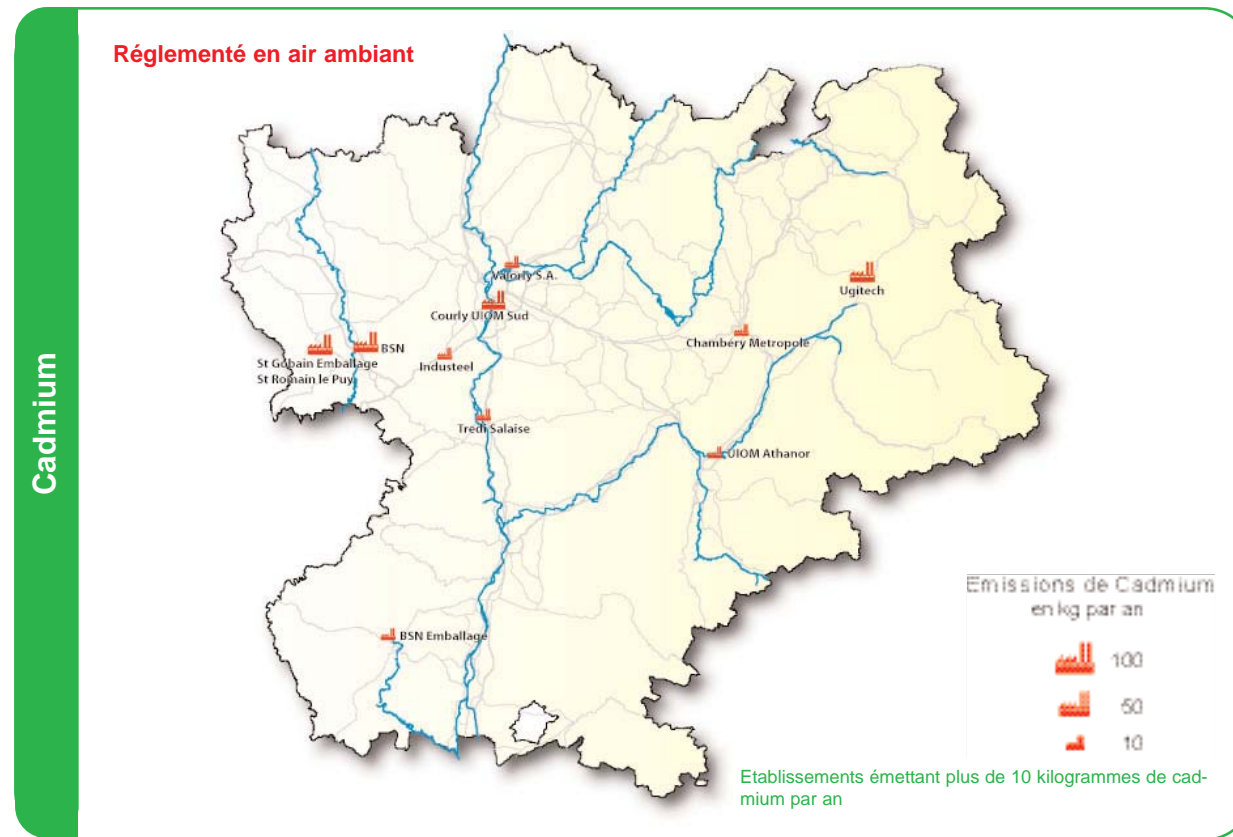 Cadmium
Réglementé en air ambiant
Valorly S.A.
Courly UIOM Sud
Ugitech
BSN
St Gobain Emballage
St Romain le Puy
Industeel
Chambéry Metropole
Tredi Salaise
UIOM Athanor
BSN Emballage
Emissions de Cadmium
en kg par an
100
50
10
Etablissements émettant plus de 10 kilogrammes de cad-
mium par an